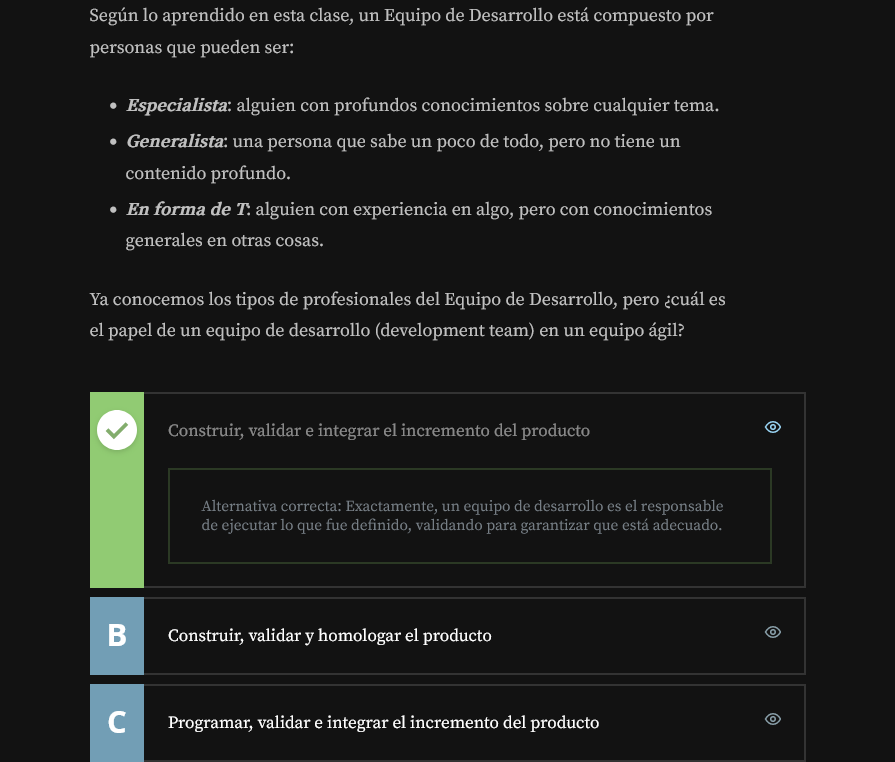 Según lo aprendido en esta clase, un Equipo de Desarrollo está compuesto por
personas que pueden ser:
• Especialista: alguien con profundos conocimientos sobre cualquier tema.
• Generalista: una persona que sabe un poco de todo, pero no tiene un
contenido profundo.
• En forma de T: alguien con experiencia en algo, pero con conocimientos
generales en otras cosas.
Ya conocemos los tipos de profesionales del Equipo de Desarrollo, pero ¿cuál es
el papel de un equipo de desarrollo (development team) en un equipo ágil?
Construir, validar e integrar el incremento del producto
Alternativa correcta: Exactamente, un equipo de desarrollo es el responsable
de ejecutar lo que fue definido, validando para garantizar que está adecuado.
B Construir, validar y homologar el producto
C Programar, validar e integrar el incremento del producto